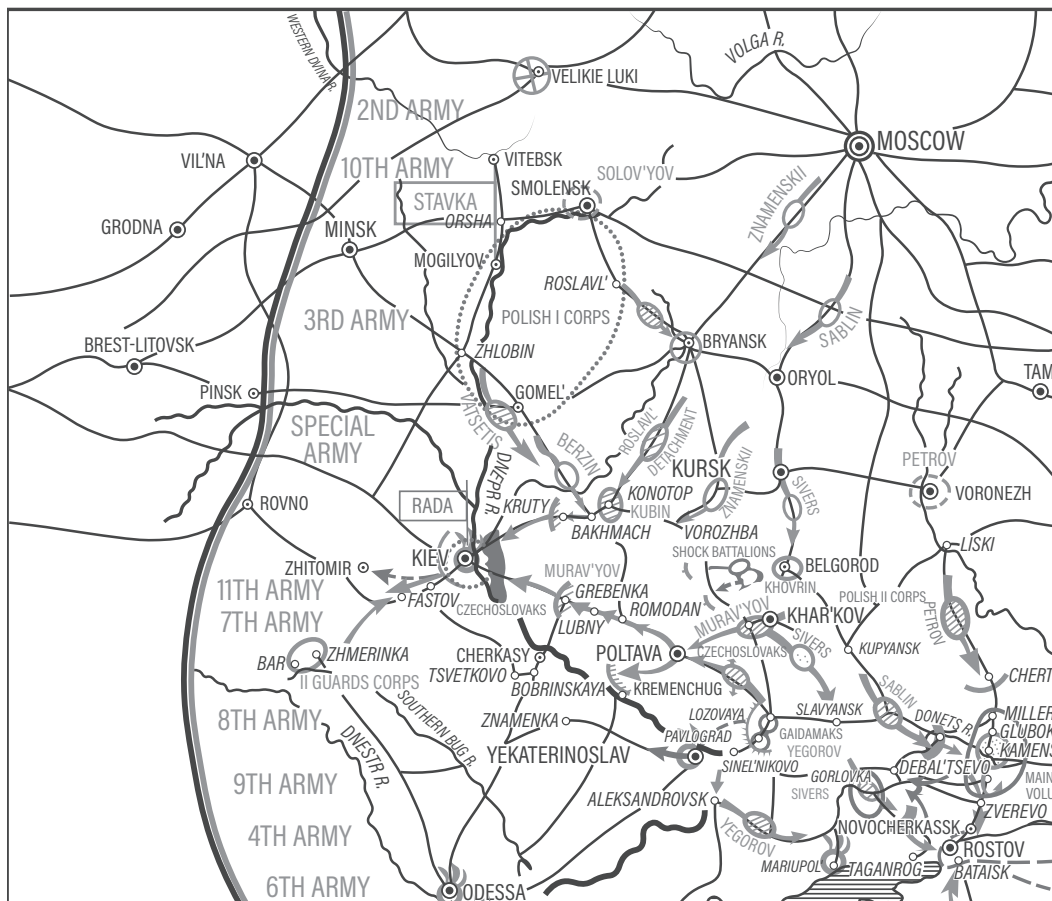 WESTERN DVINA R.
VOLGA R.
VELIKIE LUKI
2ND ARMY
MOSCOW
VIL'NA
VITEBSK
10TH ARMY
SOLOV'YOV
SMOLENSK
STAVKA
ORSHA
ZNAMENSKII
GRODNA
MINSK
MOGILYOV
ROSLAVL'
POLISH I CORPS
3RD ARMY
SABLIN
BRYANSK
BREST-LITOVSK
ZHLOBIN
ORYOL
TAM
PINSK
GOMEL'
VATSETIS
SPECIAL
ARMY
DNEPR R.
BERZIN
ROSLAVL'
DETACHMENT
KURSK
ZNAMENSKII
PETROV
SIVERS
VORONEZH
ROVNO
RADA
KRUTY
KONOTOP
KUBIN
BAKHMACH
VOROZHBA
LISKI
KIEV
SHOCK BATTALIONS
ZHITOMIR
MURAV'YOV
BELGOROD
KHOVRIN
11TH ARMY
FASTOV
GREBENKA
POLISH II CORPS
7TH ARMY
CZECHOSLOVAKS
ROMODAN
LUBNY
MURAV'YOV
KHAR'KOV
PETROV
SIVERS
ZHMERINKA
BAR
CHERKASY
POLTAVA
CZECHOSLOVAKS
KUPYANSK
TSVETKOVO
II GUARDS CORPS
BOBRINSKAYA
KREMENCHUG
SABLIN
CHERT
8TH ARMY
SOUTHERN BUG R.
ZNAMENKA
LOZOVAYA
SLAVYANSK
DONETS R.
MILLER
DNESTR R.
PAVLOGRAD
GAIDAMAKS
YEGOROV
GLUBOK
KAMENS
YEKATERINOSLAV
SINEL'NIKOVO
DEBAL'TSEVO
9TH ARMY
GORLOVKA
SIVERS
MAIN
VOLU
ALEKSANDROVSK
ZVEREVO
4TH ARMY
YEGOROV
NOVOCHERKASSK
ROSTOV
MARIUPOL
TAGANROG
BATAISK
6TH ARMY
ODESSA